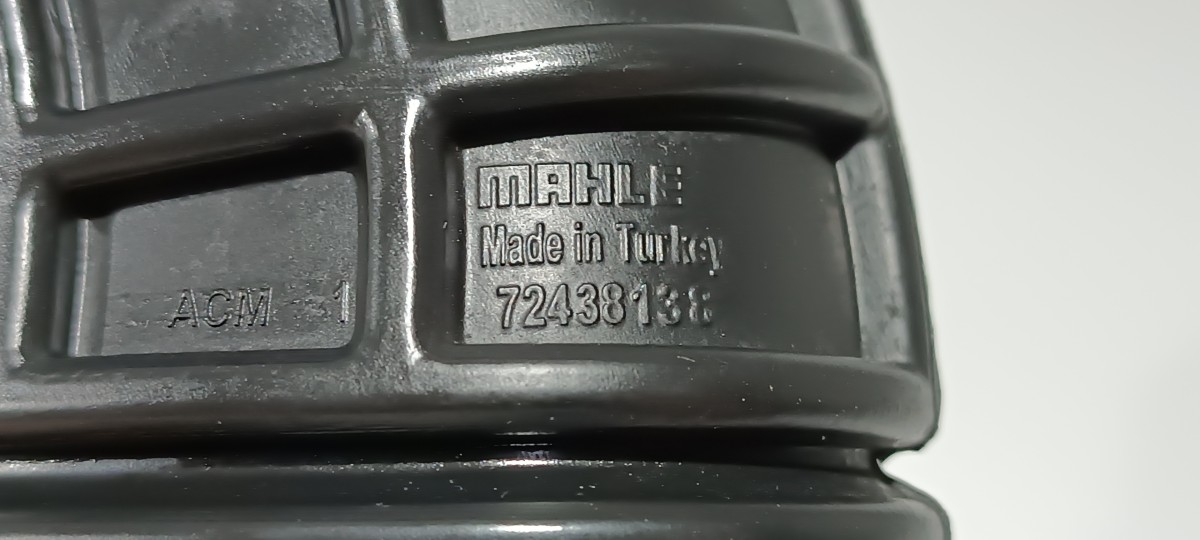 MAHLE
Made in Turkey
72438138
ACM 1